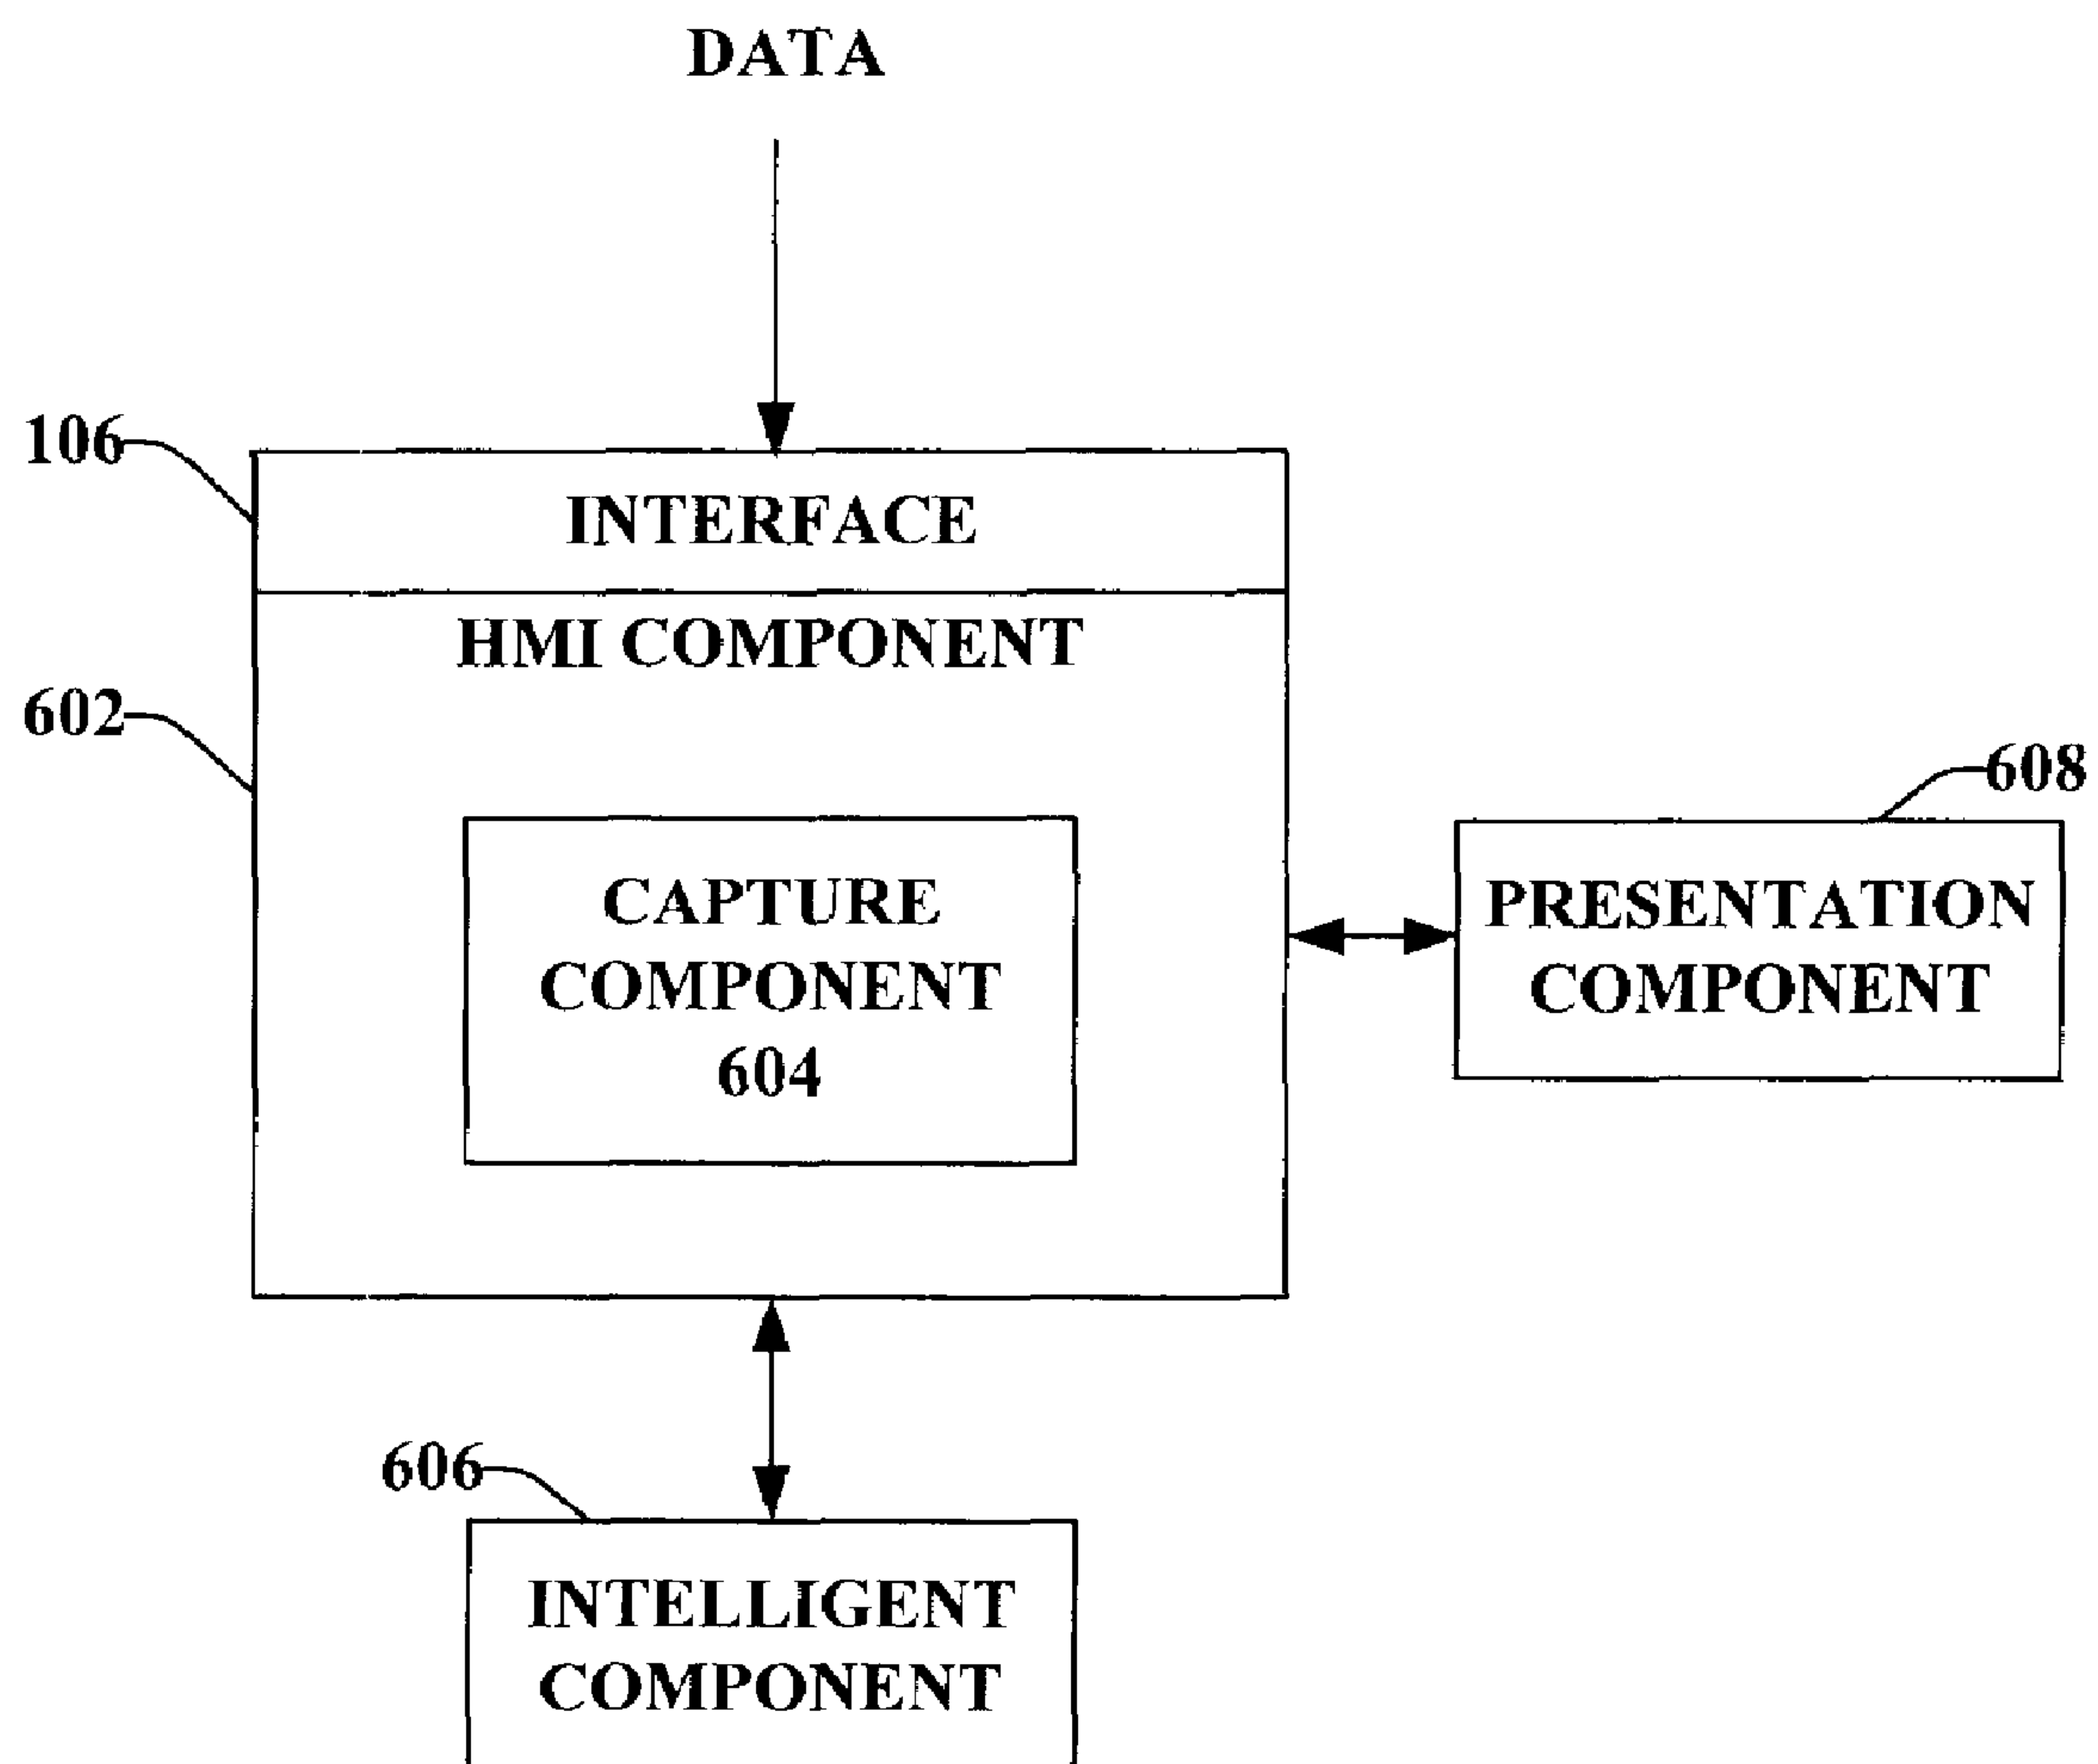 DATA
106
INTERFACE
HMI COMPONENT
602
608
CAPTURE
COMPONENT
604
PRESENTATION
COMPONENT
606
INTELLIGENT
COMPONENT